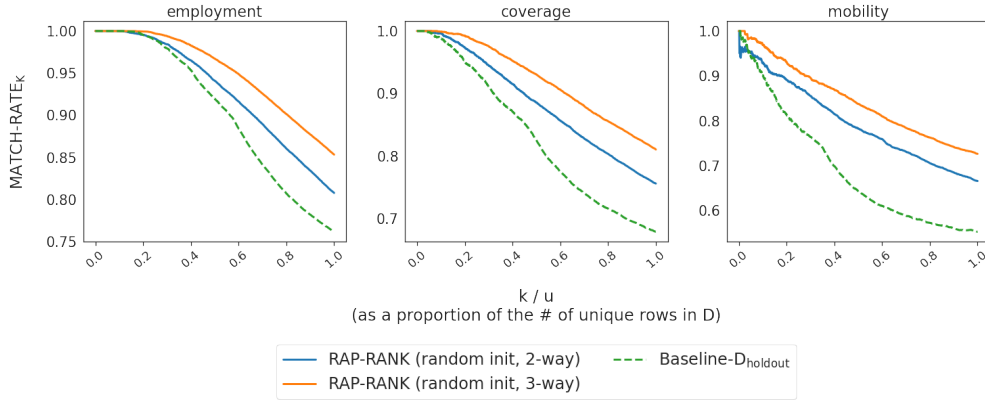 employment
coverage
mobility
MATCH-RATE_K
1.00
0.95
0.90
0.85
0.80
0.75
0.0 0.2 0.4 0.6 0.8 1.0
1.0
0.9
0.8
0.7
0.0 0.2 0.4 0.6 0.8 1.0
1.0
0.9
0.8
0.7
0.6
0.0 0.2 0.4 0.6 0.8 1.0
k / u
(as a proportion of the # of unique rows in D)
RAP-RANK (random init, 2-way)
RAP-RANK (random init, 3-way)
Baseline-D_holdout